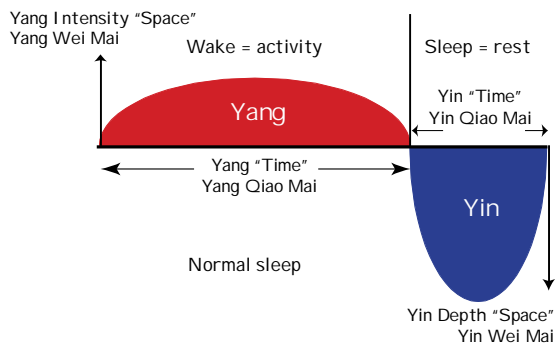 Yang Intensity “Space”
Yang Wei Mai
Wake = activity
Sleep = rest
Yin “Time”
Yin Qiao Mai
Yang
Yang “Time”
Yang Qiao Mai
Yin
Normal sleep
Yin Depth “Space”
Yin Wei Mai